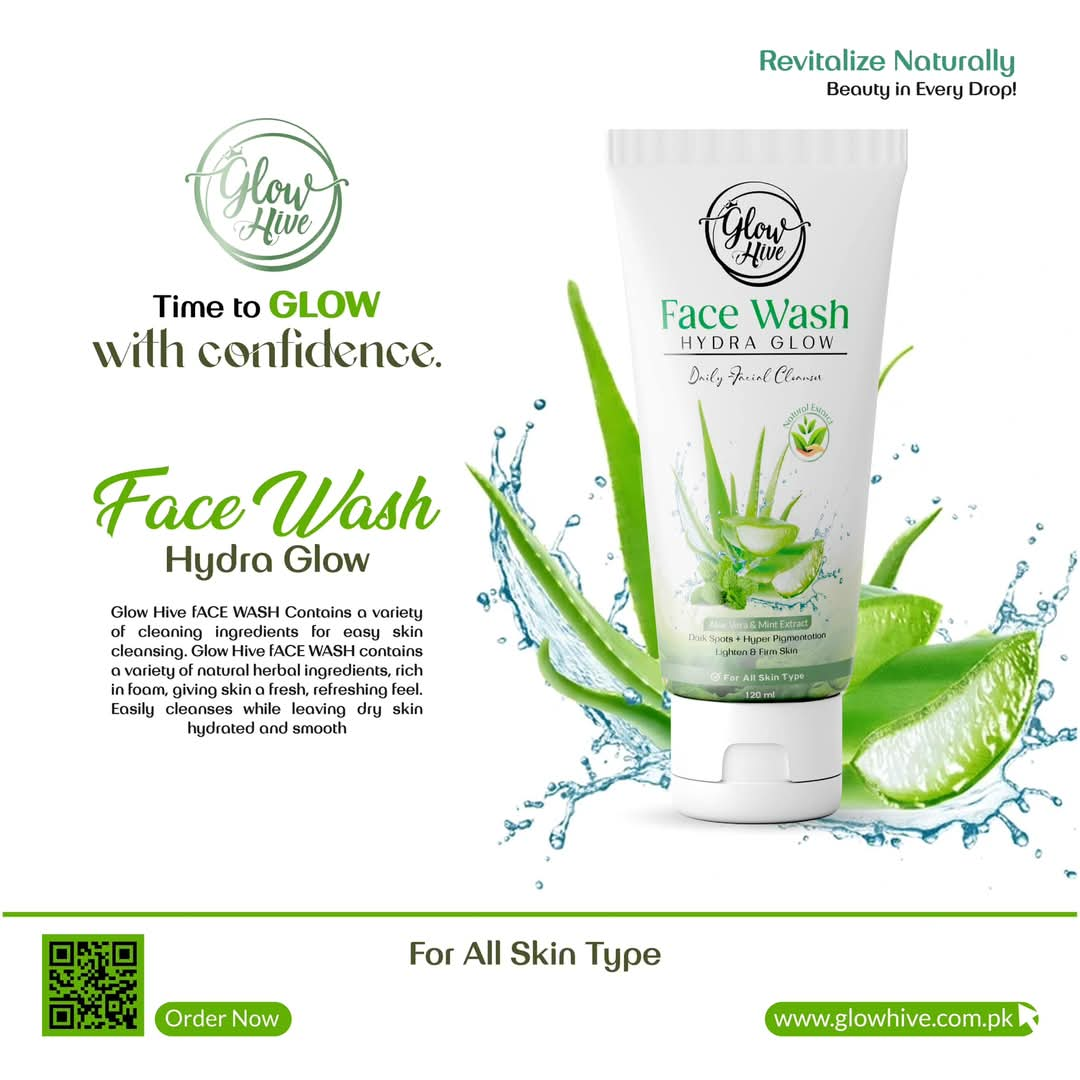 Revitalize Naturally
Beauty in Every Drop!
Glow
Hive
Time to GLOW
with confidence.
Face Wash
Hydra Glow
Glow Hive fACE WASH Contains a variety
of cleaning ingredients for easy skin
cleansing. Glow Hive fACE WASH contains
a variety of natural herbal ingredients, rich
in foam, giving skin a fresh, refreshing feel.
Easily cleanses while leaving dry skin
hydrated and smooth
Glow
Hive
Face Wash
HYDRA GLOW
Daily Facial Cleanser
Natural Extract
Aloe Vera & Mint Extract
Dark Spots + Hyper Pigmentation
Lighten & Firm Skin
For All Skin Type
120 ml
For All Skin Type
Order Now
www.glowhive.com.pk